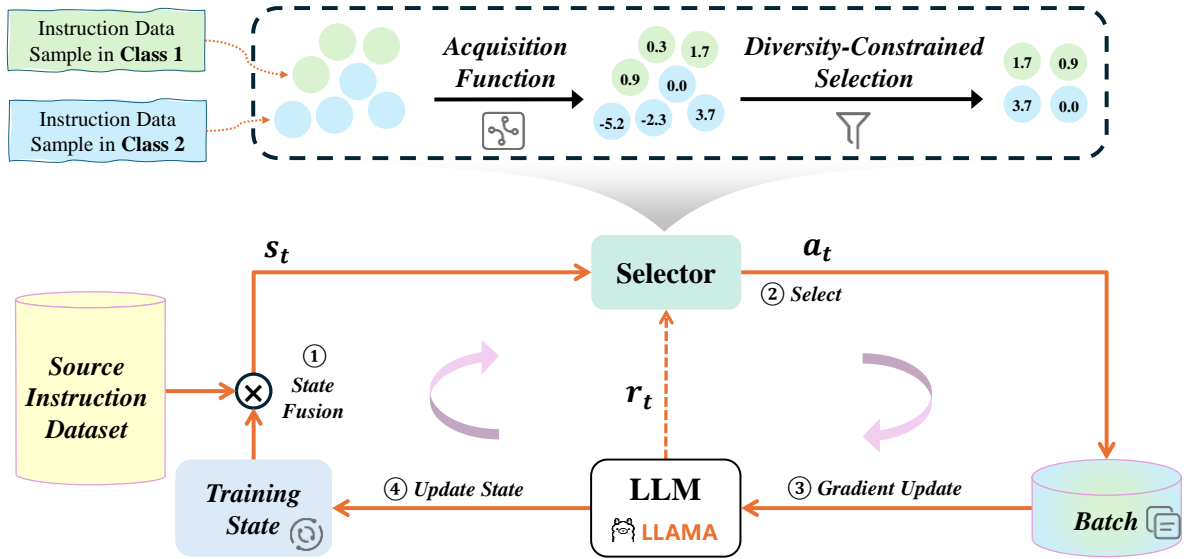 Instruction Data
Sample in Class 1
Instruction Data
Sample in Class 2
Acquisition
Function
0.3
1.7
0.9
0.0
-5.2
-2.3
3.7
Diversity-Constrained
Selection
1.7
0.9
3.7
0.0
s_t
Selector
a_t
② Select
Source
Instruction
Dataset
①
State
Fusion
r_t
Training
State
④ Update State
LLM
LLAMA
③ Gradient Update
Batch